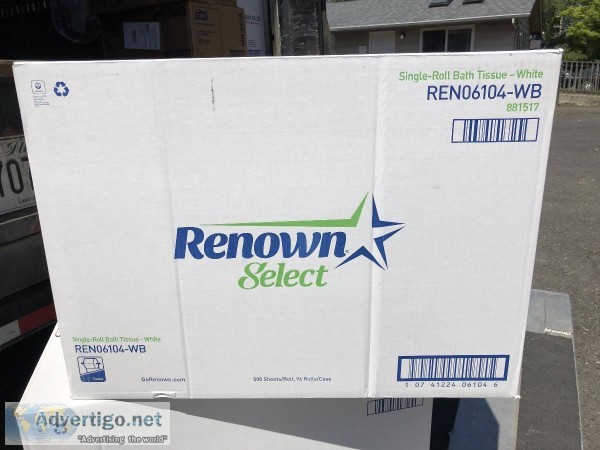 Single-Roll Bath Tissue - White
REN06104-WB
881517
Renown
Select
Single-Roll Bath Tissue - White
REN06104-WB
GoRenown.com
500 Sheets/Roll, 96 Rolls/Case
1 07 41224 06104 6
Advertigo.net
"Advertising the world"